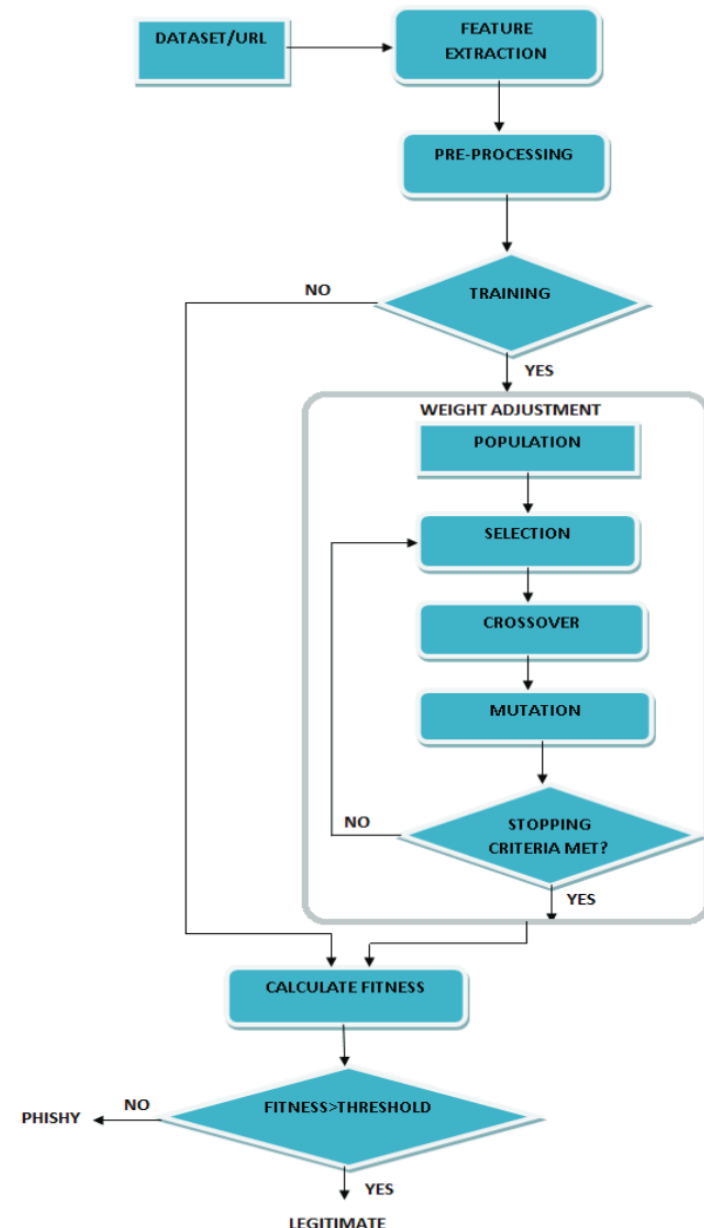 DATASET/URL
FEATURE
EXTRACTION
PRE-PROCESSING
TRAINING
NO
YES
WEIGHT ADJUSTMENT
POPULATION
SELECTION
CROSSOVER
MUTATION
STOPPING
CRITERIA MET?
NO
YES
CALCULATE FITNESS
FITNESS>THRESHOLD
NO
PHISHY
YES
LEGITIMATE